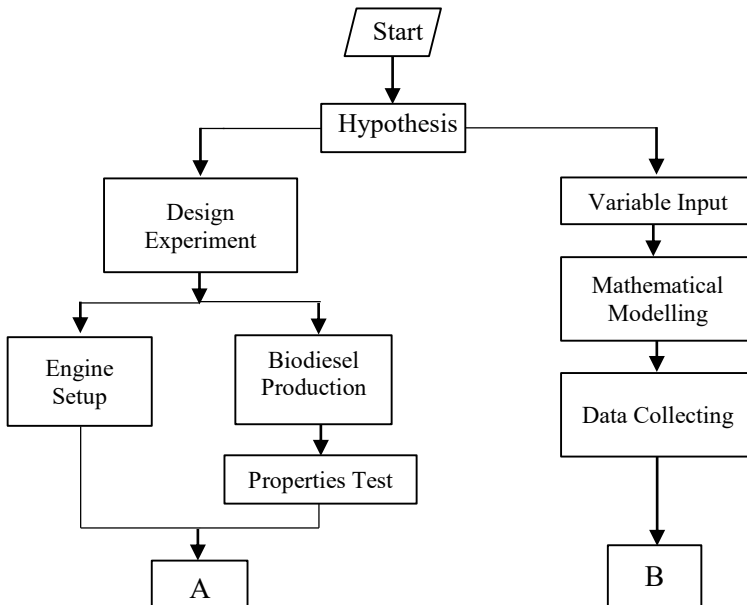 Start
Hypothesis
Design
Experiment
Engine
Setup
Biodiesel
Production
Properties Test
A
Variable Input
Mathematical
Modelling
Data Collecting
B